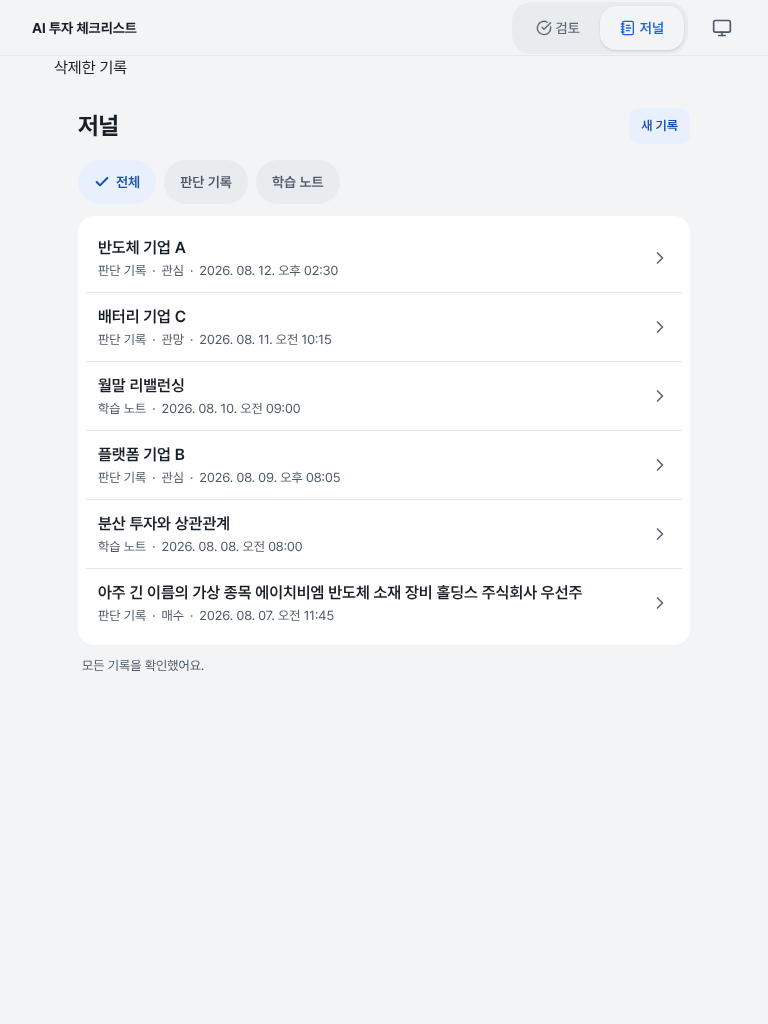 AI 투자 체크리스트
검토
저널
삭제한 기록
저널
새 기록
전체
판단 기록
학습 노트
반도체 기업 A
판단 기록 · 관심 · 2026. 08. 12. 오후 02:30
배터리 기업 C
판단 기록 · 관망 · 2026. 08. 11. 오전 10:15
월말 리밸런싱
학습 노트 · 2026. 08. 10. 오전 09:00
플랫폼 기업 B
판단 기록 · 관심 · 2026. 08. 09. 오후 08:05
분산 투자와 상관관계
학습 노트 · 2026. 08. 08. 오전 08:00
아주 긴 이름의 가상 종목 에이치비엠 반도체 소재 장비 홀딩스 주식회사 우선주
판단 기록 · 매수 · 2026. 08. 07. 오전 11:45
모든 기록을 확인했어요.